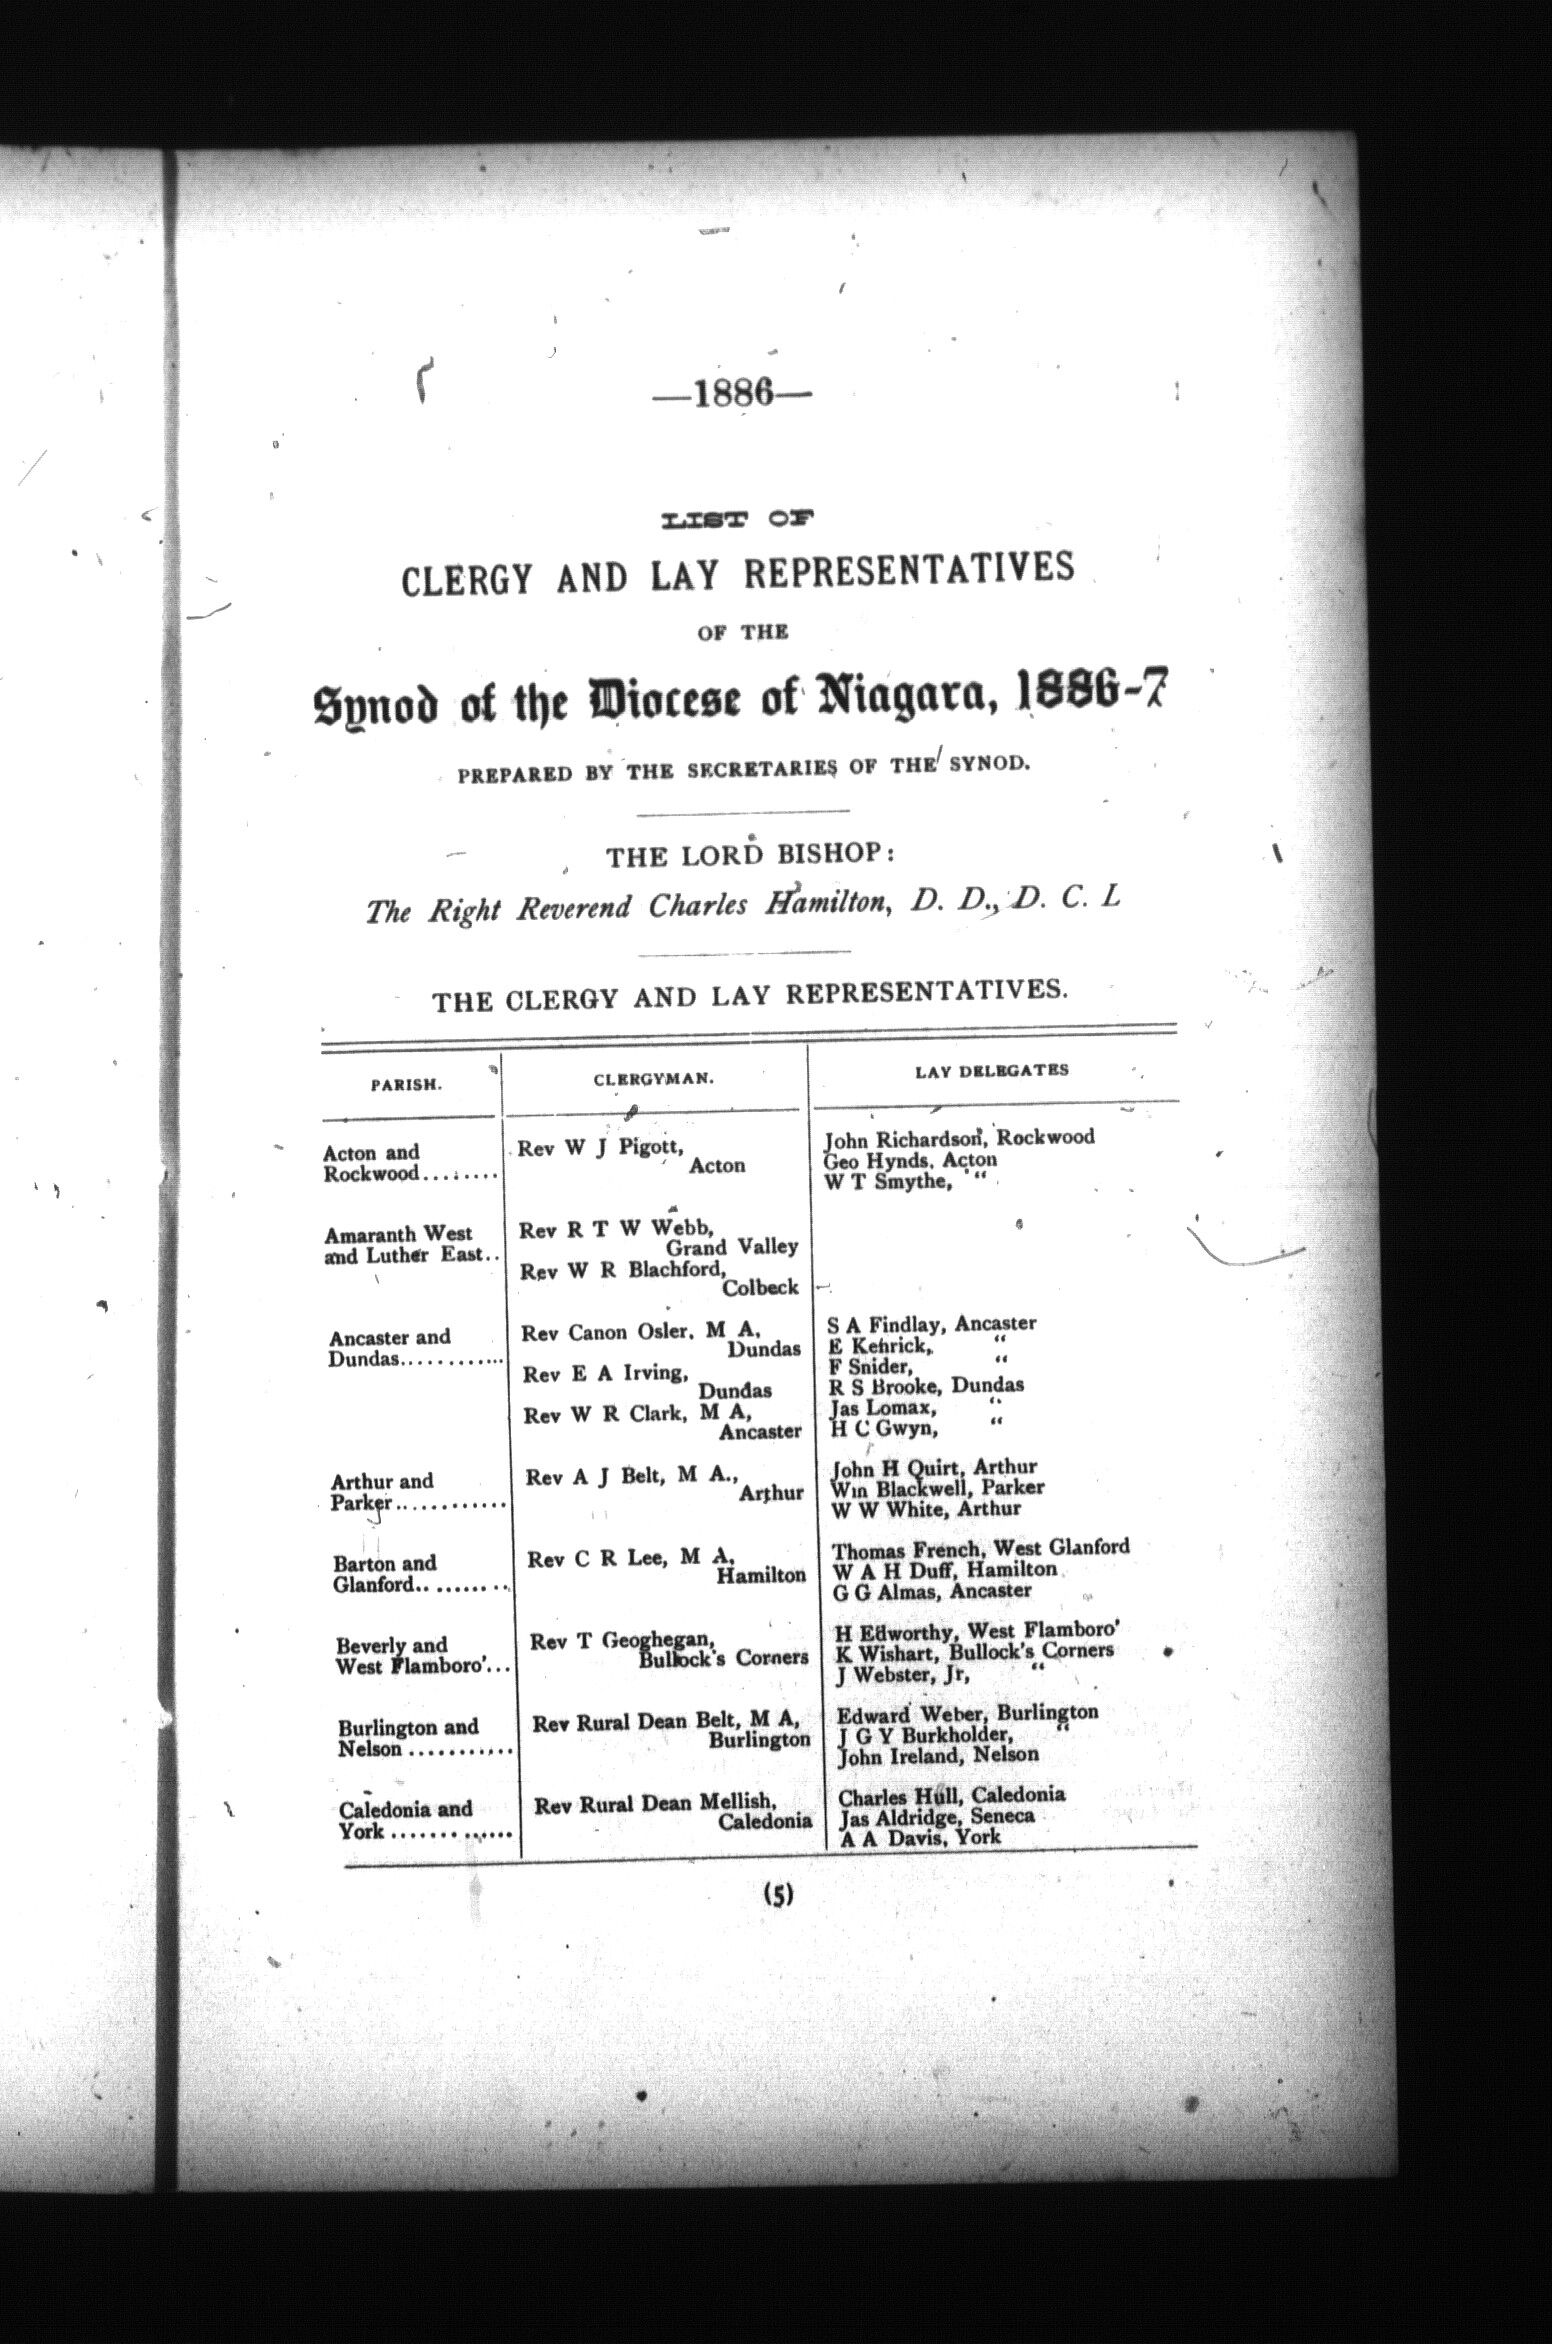 —1886—
LIST OF
CLERGY AND LAY REPRESENTATIVES
OF THE
Synod of the Diocese of Niagara, 1886-7
PREPARED BY THE SECRETARIES OF THE SYNOD.
THE LORD BISHOP:
The Right Reverend Charles Hamilton, D. D., D. C. L
THE CLERGY AND LAY REPRESENTATIVES.
PARISH. CLERGYMAN. LAY DELEGATES
Acton and
Rockwood.........
Rev W J Pigott,
Acton
John Richardson, Rockwood
Geo Hynds. Acton
W T Smythe, "
Amaranth West
and Luther East..
Rev R T W Webb,
Grand Valley
Rev W R Blachford,
Colbeck
Ancaster and
Dundas............
Rev Canon Osler. M A.
Dundas
Rev E A Irving,
Dundas
Rev W R Clark, M A,
Ancaster
S A Findlay, Ancaster
E Kenrick, "
F Snider, "
R S Brooke, Dundas
Jas Lomax, "
H C Gwyn, "
Arthur and
Parker............
Rev A J Belt, M A.,
Arthur
John H Quirt, Arthur
Wm Blackwell, Parker
W W White, Arthur
Barton and
Glanford..........
Rev C R Lee, M A,
Hamilton
Thomas French, West Glanford
W A H Duff, Hamilton
G G Almas, Ancaster
Beverly and
West Flamboro'...
Rev T Geoghegan,
Bullock's Corners
H Edworthy, West Flamboro'
K Wishart, Bullock's Corners
J Webster, Jr, "
Burlington and
Nelson ...........
Rev Rural Dean Belt, M A,
Burlington
Edward Weber, Burlington
J G Y Burkholder, "
John Ireland, Nelson
Caledonia and
York .............
Rev Rural Dean Mellish,
Caledonia
Charles Hull, Caledonia
Jas Aldridge, Seneca
A A Davis, York
(5)